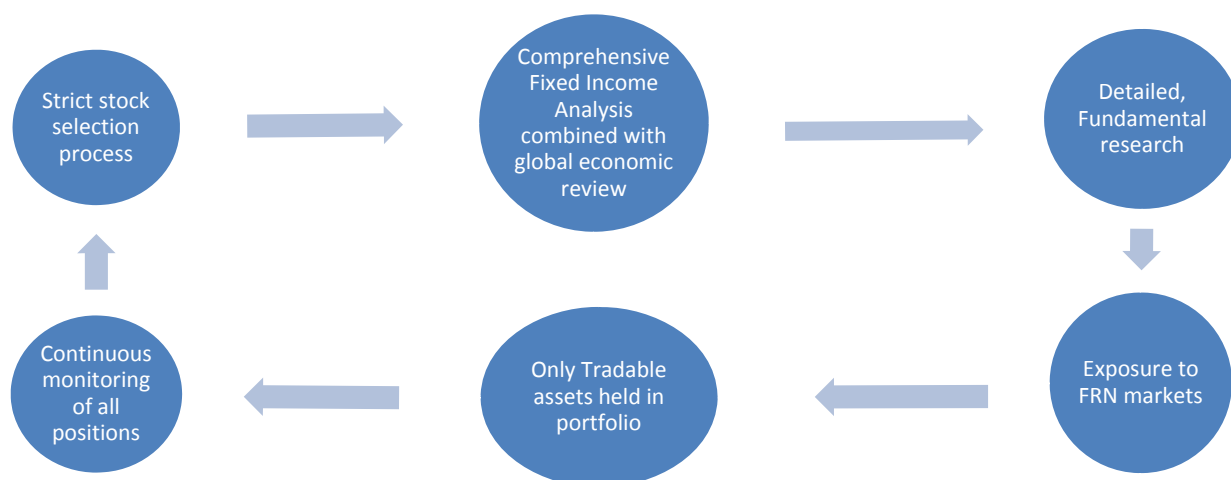 Strict stock
selection
process
Comprehensive
Fixed Income
Analysis
combined with
global economic
review
Detailed,
Fundamental
research
Exposure to
FRN markets
Only Tradable
assets held in
portfolio
Continuous
monitoring
of all
positions